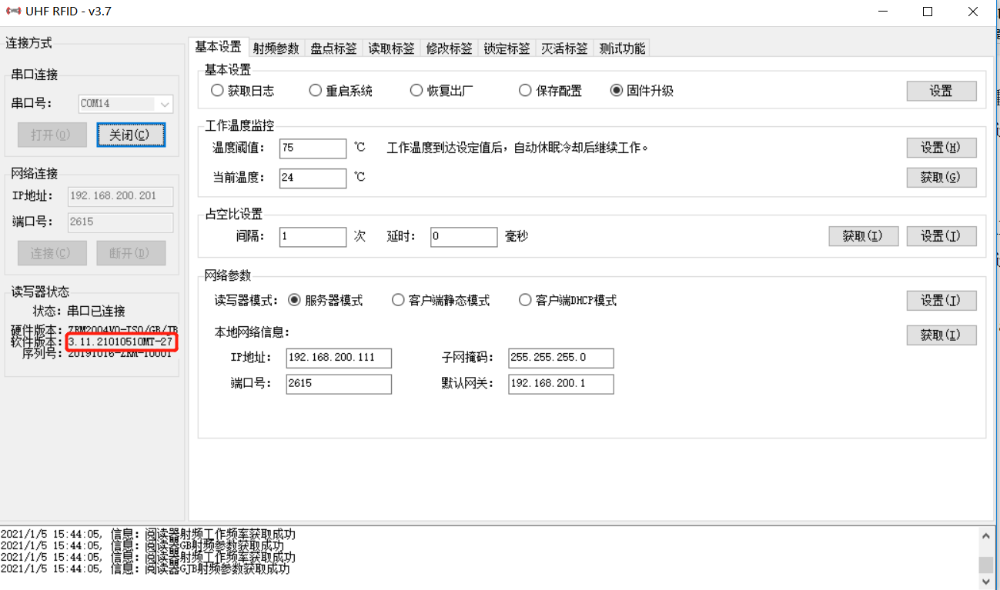 UHF RFID - v3.7
连接方式
串口连接
串口号： COM14
打开(O) 关闭(C)
网络连接
IP地址： 192.168.200.201
端口号： 2615
连接(C) 断开(D)
读写器状态
状态：串口已连接
硬件版本：ZRM2004V0-ISO/GB/JB
软件版本：3.11.21010510MT-27
序列号：20191016-ZRM-10001
基本设置 射频参数 盘点标签 读取标签 修改标签 锁定标签 灭活标签 测试功能
基本设置
获取日志 重启系统 恢复出厂 保存配置 固件升级 设置
工作温度监控
温度阈值： 75 ℃ 工作温度到达设定值后，自动休眠冷却后继续工作。 设置(H)
当前温度： 24 ℃ 获取(G)
占空比设置
间隔： 1 次 延时： 0 毫秒 获取(I) 设置(I)
网络参数
读写器模式： 服务器模式 客户端静态模式 客户端DHCP模式 设置(I)
本地网络信息： 获取(I)
IP地址： 192.168.200.111 子网掩码： 255.255.255.0
端口号： 2615 默认网关： 192.168.200.1
2021/1/5 15:44:05, 信息：阅读器射频工作频率获取成功
2021/1/5 15:44:05, 信息：阅读器GB射频参数获取成功
2021/1/5 15:44:05, 信息：阅读器射频工作频率获取成功
2021/1/5 15:44:05, 信息：阅读器GJB射频参数获取成功